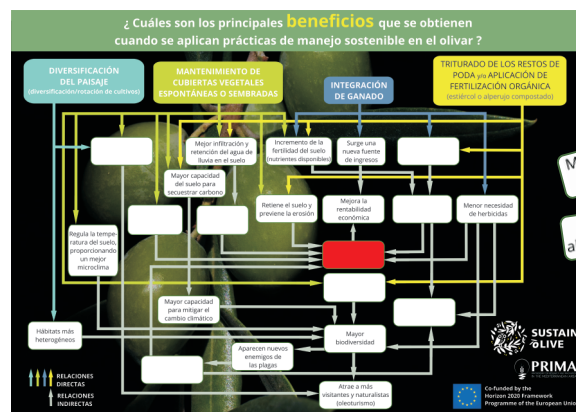 ¿ Cuáles son los principales beneficios que se obtienen
cuando se aplican prácticas de manejo sostenible en el olivar ?
DIVERSIFICACIÓN
DEL PAISAJE
(diversificación/rotación de cultivos)
MANTENIMIENTO DE
CUBIERTAS VEGETALES
ESPONTÁNEAS O SEMBRADAS
INTEGRACIÓN
DE GANADO
TRITURADO DE LOS RESTOS DE
PODA y/o APLICACIÓN DE
FERTILIZACIÓN ORGÁNICA
(estiércol o alperujo compostado)
Mejor infiltración y
retención del agua de
lluvia en el suelo
Incremento de la
fertilidad del suelo
(nutrientes disponibles)
Surge una nueva
fuente de
ingresos
Mayor capacidad
del suelo para
secuestrar carbono
Retiene el suelo y
previene la erosión
Mejora la
rentabilidad
económica
Menor necesidad
de herbicidas
Regula la tempe-
ratura del suelo,
proporcionando
un mejor
microclima
Mayor capacidad
para mitigar el
cambio climático
Hábitats más
heterogéneos
Mayor
biodiversidad
Aparecen nuevos
enemigos de
las plagas
Atrae a más
visitantes y naturalistas
(oleoturismo)
RELACIONES
DIRECTAS
RELACIONES
INDIRECTAS
SUSTAIN
OLIVE
PRIMA
Co-funded by the
Horizon 2020 Framework
Programme of the European Union